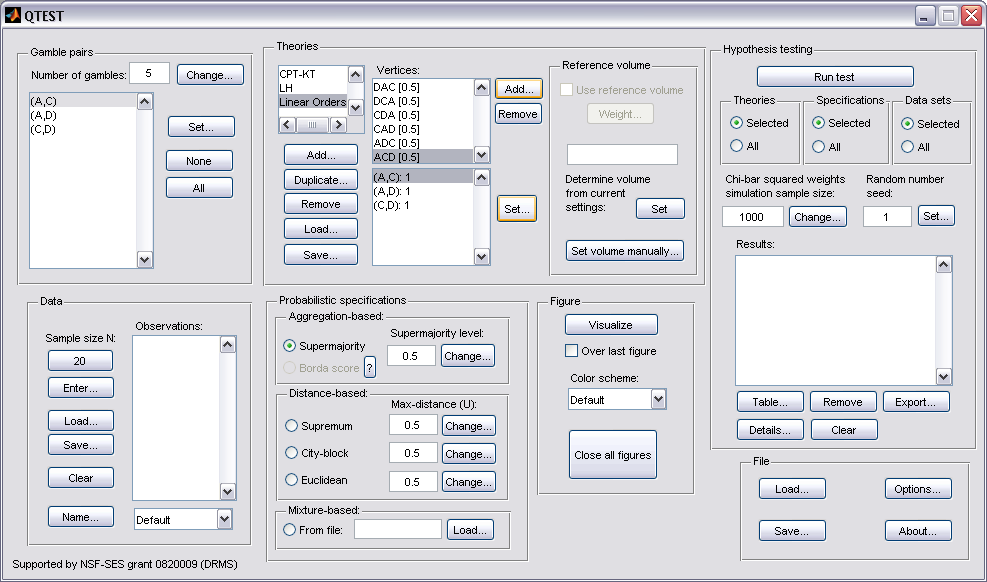 QTEST
Gamble pairs
Number of gambles: 5 Change...
(A,C)
(A,D)
(C,D)
Set...
None
All
Theories
CPT-KT
LH
Linear Orders
Add...
Duplicate...
Remove
Load...
Save...
Vertices:
DAC [0.5]
DCA [0.5]
CDA [0.5]
CAD [0.5]
ADC [0.5]
ACD [0.5]
Add...
Remove
(A,C): 1
(A,D): 1
(C,D): 1
Set...
Reference volume
Use reference volume
Weight...
Determine volume
from current
settings:
Set
Set volume manually...
Hypothesis testing
Run test
Theories
Selected
All
Specifications
Selected
All
Data sets
Selected
All
Chi-bar squared weights
simulation sample size:
1000 Change...
Random number
seed:
1 Set...
Results:
Table... Remove Export...
Details... Clear
Data
Sample size N:
20
Enter...
Load...
Save...
Clear
Name...
Observations:
Default
Probabilistic specifications
Aggregation-based:
Supermajority
Borda score ?
Supermajority level:
0.5 Change...
Distance-based:
Max-distance (U):
Supremum 0.5 Change...
City-block 0.5 Change...
Euclidean 0.5 Change...
Mixture-based:
From file: Load...
Figure
Visualize
Over last figure
Color scheme:
Default
Close all figures
File
Load... Options...
Save... About...
Supported by NSF-SES grant 0820009 (DRMS)